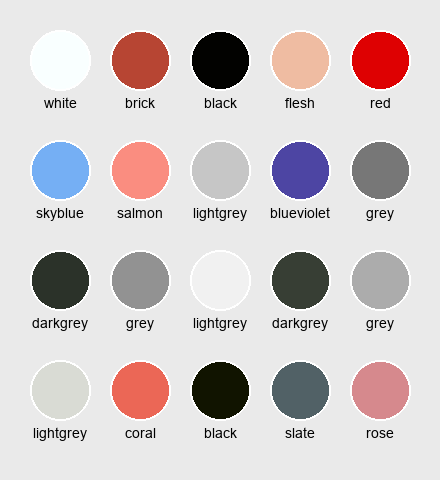 white brick black flesh red
skyblue salmon lightgrey blueviolet grey
darkgrey grey lightgrey darkgrey grey
lightgrey coral black slate rose